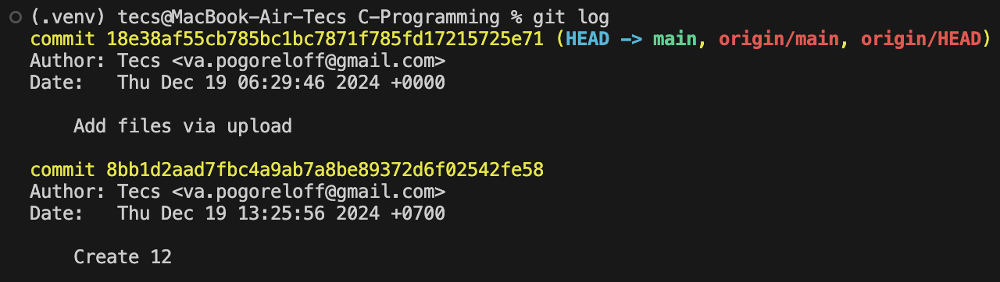 (.venv) tecs@MacBook-Air-Tecs C-Programming % git log
commit 18e38af55cb785bc1bc7871f785fd17215725e71 (HEAD -> main, origin/main, origin/HEAD)
Author: Tecs <va.pogoreloff@gmail.com>
Date:   Thu Dec 19 06:29:46 2024 +0000
    Add files via upload
commit 8bb1d2aad7fbc4a9ab7a8be89372d6f02542fe58
Author: Tecs <va.pogoreloff@gmail.com>
Date:   Thu Dec 19 13:25:56 2024 +0700
    Create 12